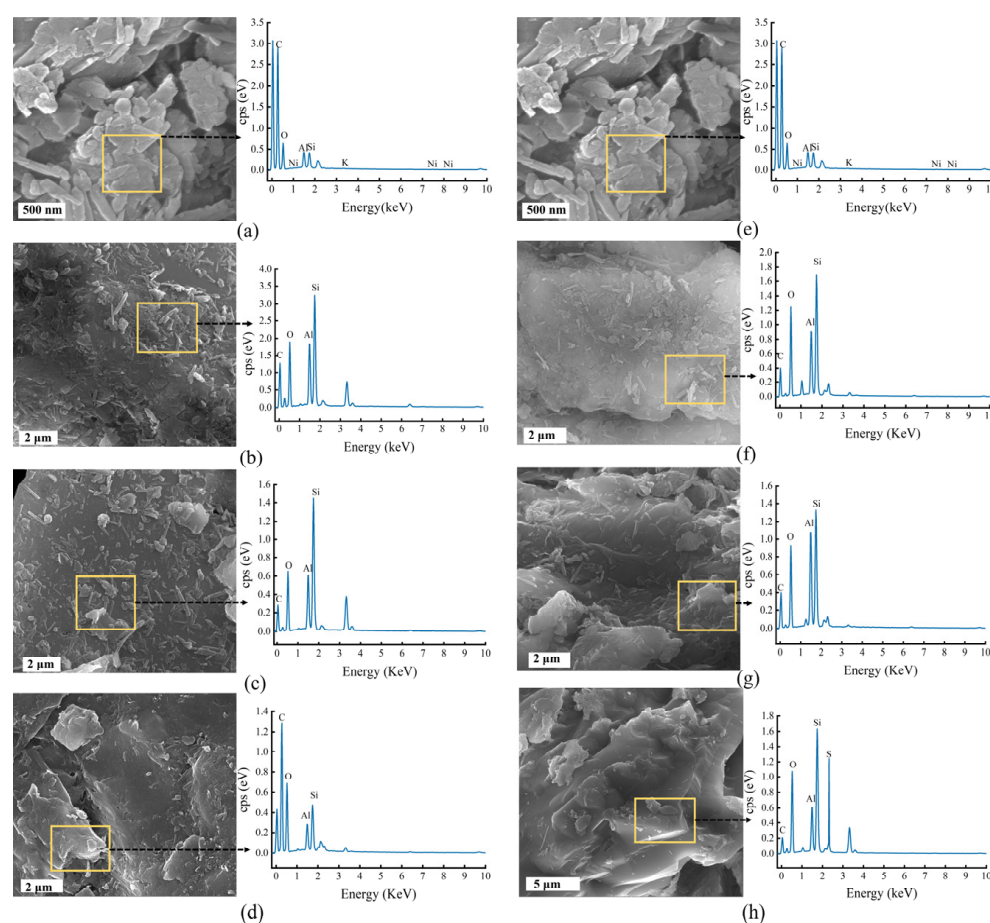 3.5
3.0
2.5
2.0
1.5
1.0
0.5
0.0
cps (eV)
C
O
Ni
Al
Si
K
Ni
Ni
0 2 4 6 8 10
Energy(keV)
500 nm
(a)
3.5
3.0
2.5
2.0
1.5
1.0
0.5
0.0
cps (eV)
C
O
Ni
Al
Si
K
Ni
Ni
0 2 4 6 8 10
Energy(keV)
500 nm
(e)
4.0
3.5
3.0
2.5
2.0
1.5
1.0
0.5
0.0
cps (eV)
C
O
Al
Si
0 1 2 3 4 5 6 7 8 9 10
Energy (keV)
2 μm
(b)
2.0
1.8
1.6
1.4
1.2
1.0
0.8
0.6
0.4
0.2
0.0
cps (eV)
C
O
Al
Si
0 1 2 3 4 5 6 7 8 9 10
Energy (KeV)
2 μm
(f)
1.6
1.4
1.2
1.0
0.8
0.6
0.4
0.2
0.0
cps (eV)
C
O
Al
Si
0 1 2 3 4 5 6 7 8 9 10
Energy (KeV)
2 μm
(c)
1.6
1.4
1.2
1.0
0.8
0.6
0.4
0.2
0.0
cps (eV)
C
O
Al
Si
0 1 2 3 4 5 6 7 8 9 10
Energy (KeV)
2 μm
(g)
1.4
1.2
1.0
0.8
0.6
0.4
0.2
0.0
cps (eV)
C
O
Al
Si
0 1 2 3 4 5 6 7 8 9 10
Energy (KeV)
2 μm
(d)
1.8
1.6
1.4
1.2
1.0
0.8
0.6
0.4
0.2
0.0
cps (eV)
C
O
Al
Si
S
0 1 2 3 4 5 6 7 8 9 10
Energy (KeV)
5 μm
(h)